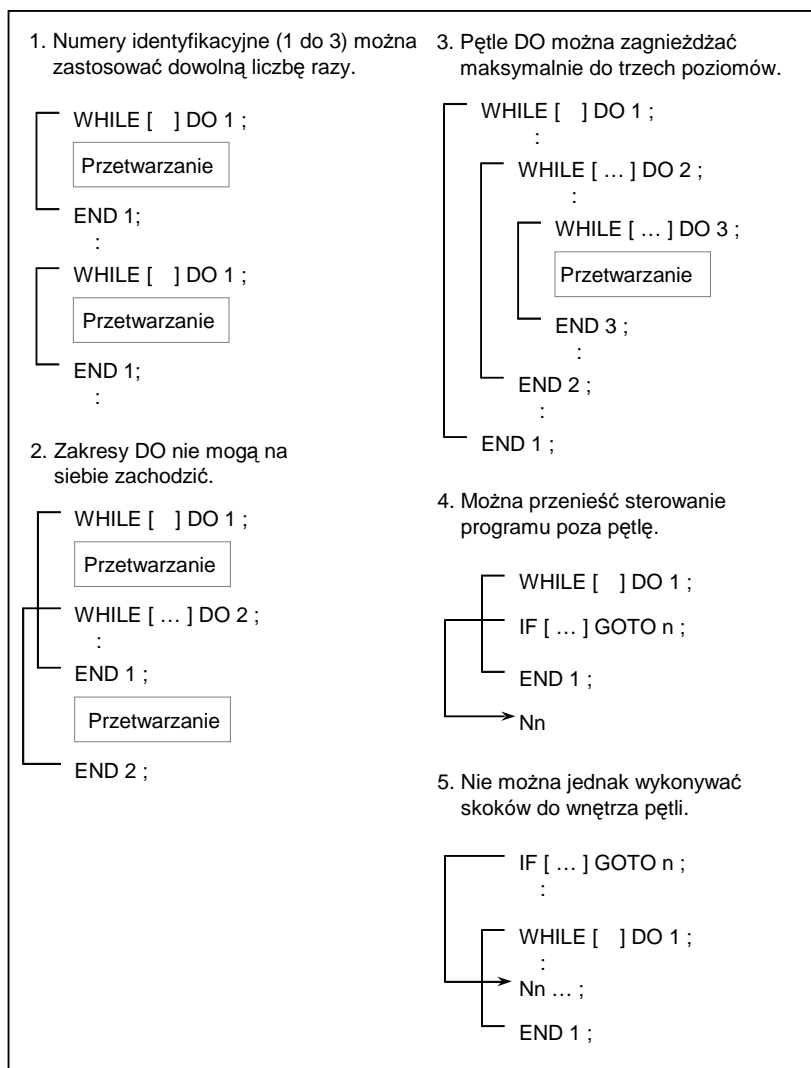 1. Numery identyfikacyjne (1 do 3) można
zastosować dowolną liczbę razy.
WHILE [   ] DO 1 ;
Przetwarzanie
END 1;
:
WHILE [   ] DO 1 ;
Przetwarzanie
END 1;
:
2. Zakresy DO nie mogą na
siebie zachodzić.
WHILE [   ] DO 1 ;
Przetwarzanie
WHILE [ … ] DO 2 ;
:
END 1 ;
Przetwarzanie
END 2 ;
3. Pętle DO można zagnieżdżać
maksymalnie do trzech poziomów.
WHILE [   ] DO 1 ;
:
WHILE [ … ] DO 2 ;
:
WHILE [ … ] DO 3 ;
Przetwarzanie
END 3 ;
:
END 2 ;
:
END 1 ;
4. Można przenieść sterowanie
programu poza pętlę.
WHILE [   ] DO 1 ;
IF [ … ] GOTO n ;
END 1 ;
Nn
5. Nie można jednak wykonywać
skoków do wnętrza pętli.
IF [ … ] GOTO n ;
:
WHILE [   ] DO 1 ;
:
Nn … ;
END 1 ;